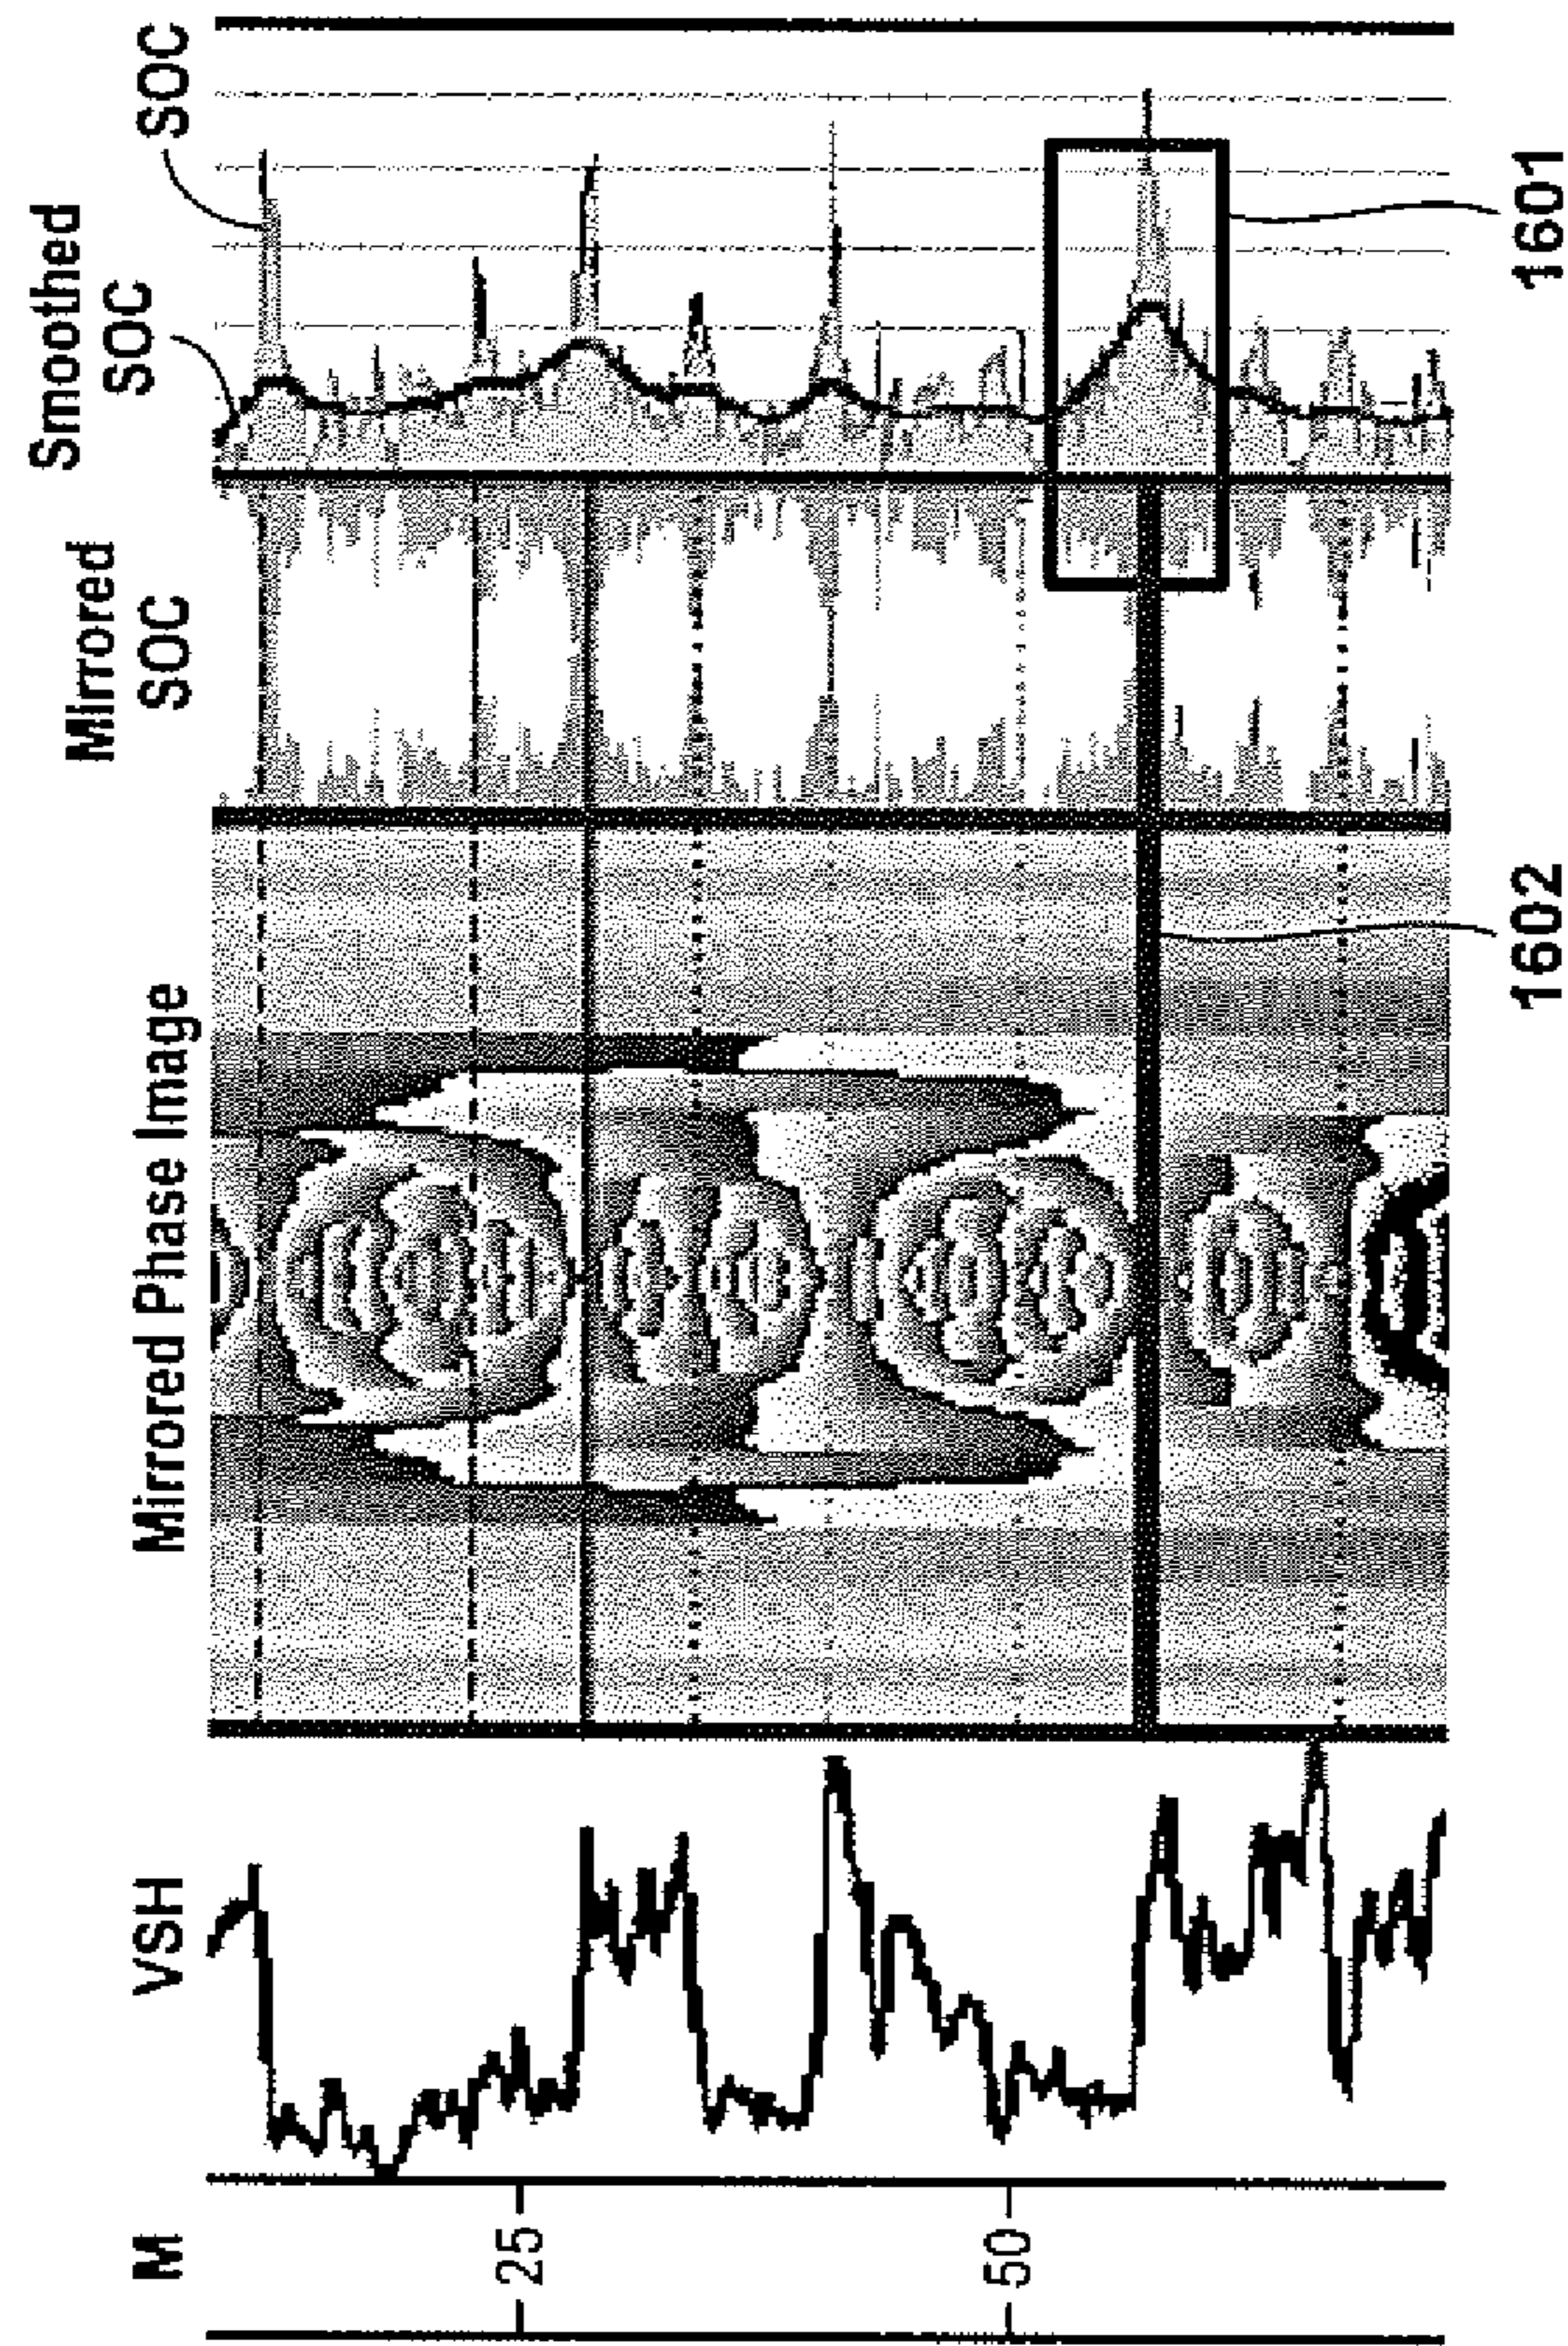 M
VSH
Mirrored Phase Image
Mirrored
SOC
Smoothed
SOC
SOC
25
50
1602
1601